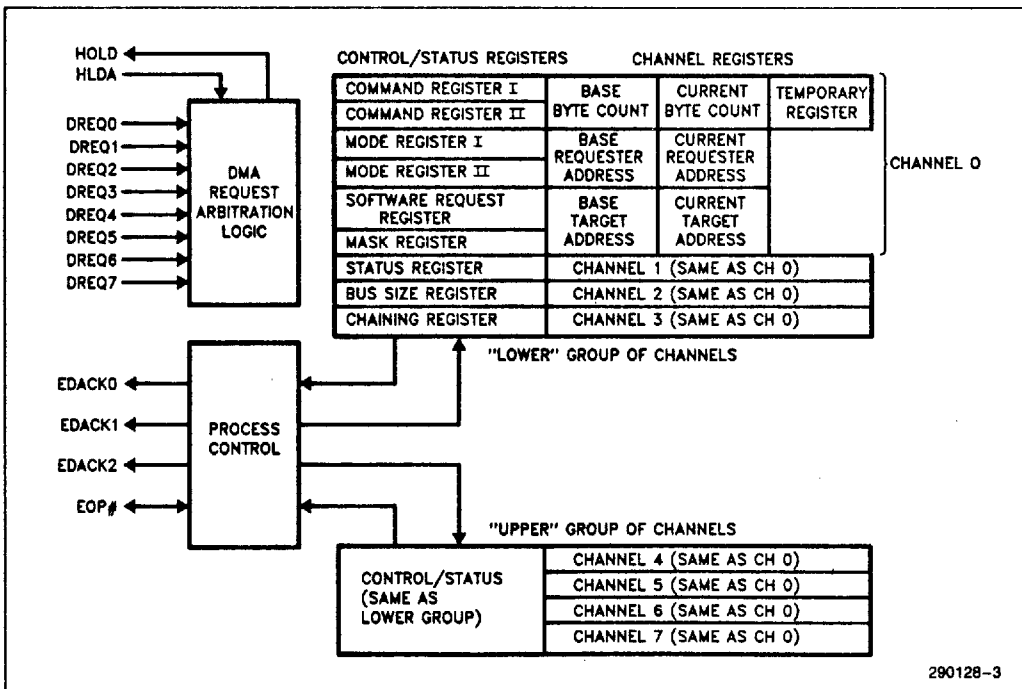 HOLD
HLDA
DREQ0
DREQ1
DREQ2
DREQ3
DREQ4
DREQ5
DREQ6
DREQ7
DMA
REQUEST
ARBITRATION
LOGIC
CONTROL/STATUS REGISTERS
CHANNEL REGISTERS
COMMAND REGISTER I
COMMAND REGISTER II
MODE REGISTER I
MODE REGISTER II
SOFTWARE REQUEST
REGISTER
MASK REGISTER
STATUS REGISTER
BUS SIZE REGISTER
CHAINING REGISTER
BASE
BYTE COUNT
CURRENT
BYTE COUNT
TEMPORARY
REGISTER
BASE
REQUESTER
ADDRESS
CURRENT
REQUESTER
ADDRESS
BASE
TARGET
ADDRESS
CURRENT
TARGET
ADDRESS
CHANNEL 0
CHANNEL 1 (SAME AS CH 0)
CHANNEL 2 (SAME AS CH 0)
CHANNEL 3 (SAME AS CH 0)
"LOWER" GROUP OF CHANNELS
EDACK0
EDACK1
EDACK2
EOP#
PROCESS
CONTROL
"UPPER" GROUP OF CHANNELS
CONTROL/STATUS
(SAME AS
LOWER GROUP)
CHANNEL 4 (SAME AS CH 0)
CHANNEL 5 (SAME AS CH 0)
CHANNEL 6 (SAME AS CH 0)
CHANNEL 7 (SAME AS CH 0)
290128-3